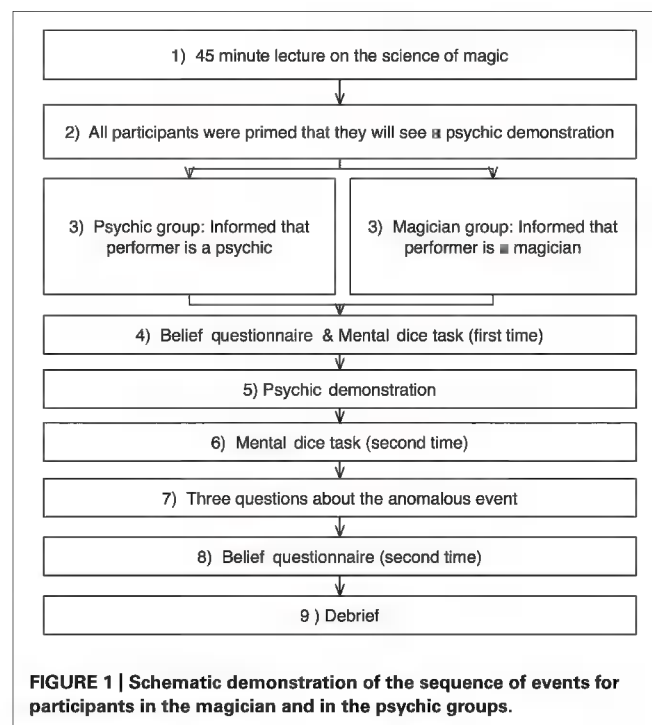 1) 45 minute lecture on the science of magic
2) All participants were primed that they will see a psychic demonstration
3) Psychic group: Informed that
performer is a psychic
3) Magician group: Informed that
performer is a magician
4) Belief questionnaire & Mental dice task (first time)
5) Psychic demonstration
6) Mental dice task (second time)
7) Three questions about the anomalous event
8) Belief questionnaire (second time)
9 ) Debrief
FIGURE 1 | Schematic demonstration of the sequence of events for
participants in the magician and in the psychic groups.